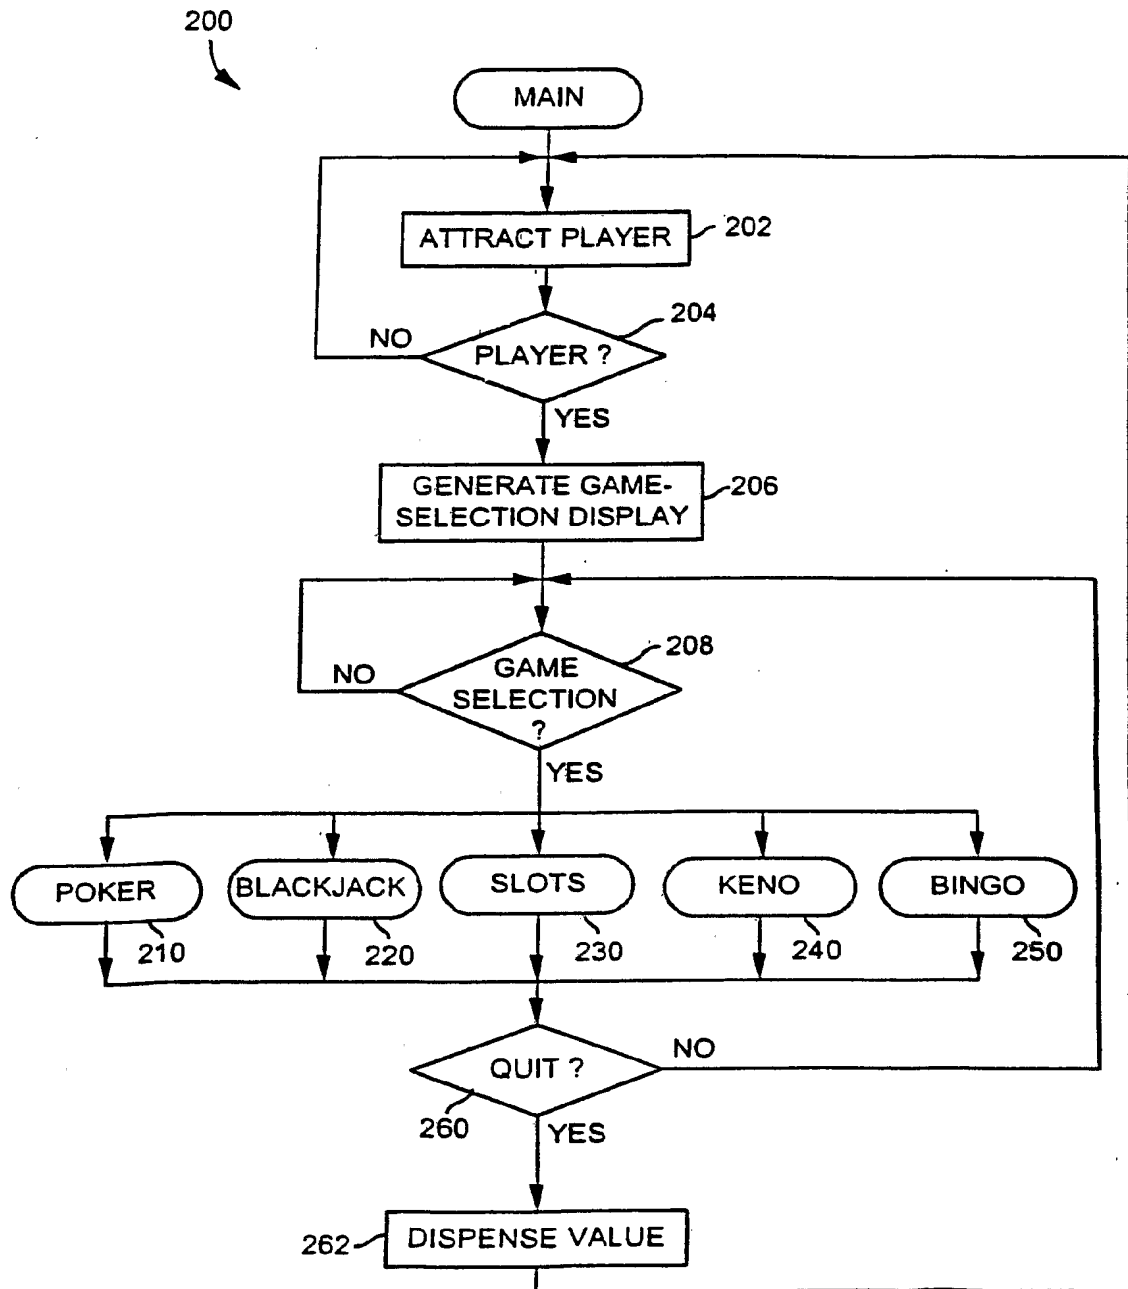 200
MAIN
ATTRACT PLAYER
202
204
NO
PLAYER ?
YES
GENERATE GAME-
SELECTION DISPLAY
206
208
NO
GAME
SELECTION
?
YES
POKER
BLACKJACK
SLOTS
KENO
BINGO
210
220
230
240
250
QUIT ?
NO
260
YES
262
DISPENSE VALUE